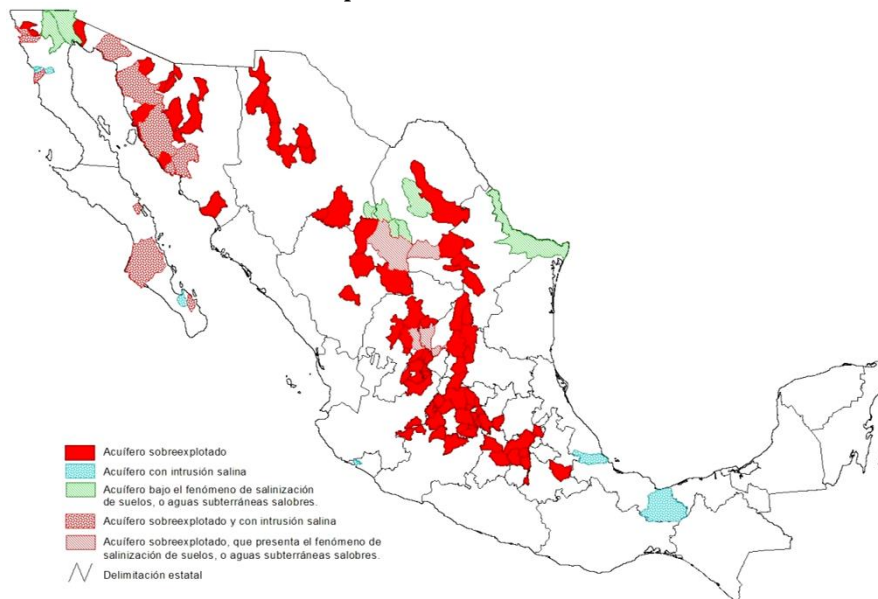 Acuífero sobreexplotado
Acuífero con intrusión salina
Acuífero bajo el fenómeno de salinización
de suelos, o aguas subterráneas salobres.
Acuífero sobreexplotado y con intrusión salina
Acuífero sobreexplotado, que presenta el fenómeno de
salinización de suelos, o aguas subterráneas salobres.
Delimitación estatal